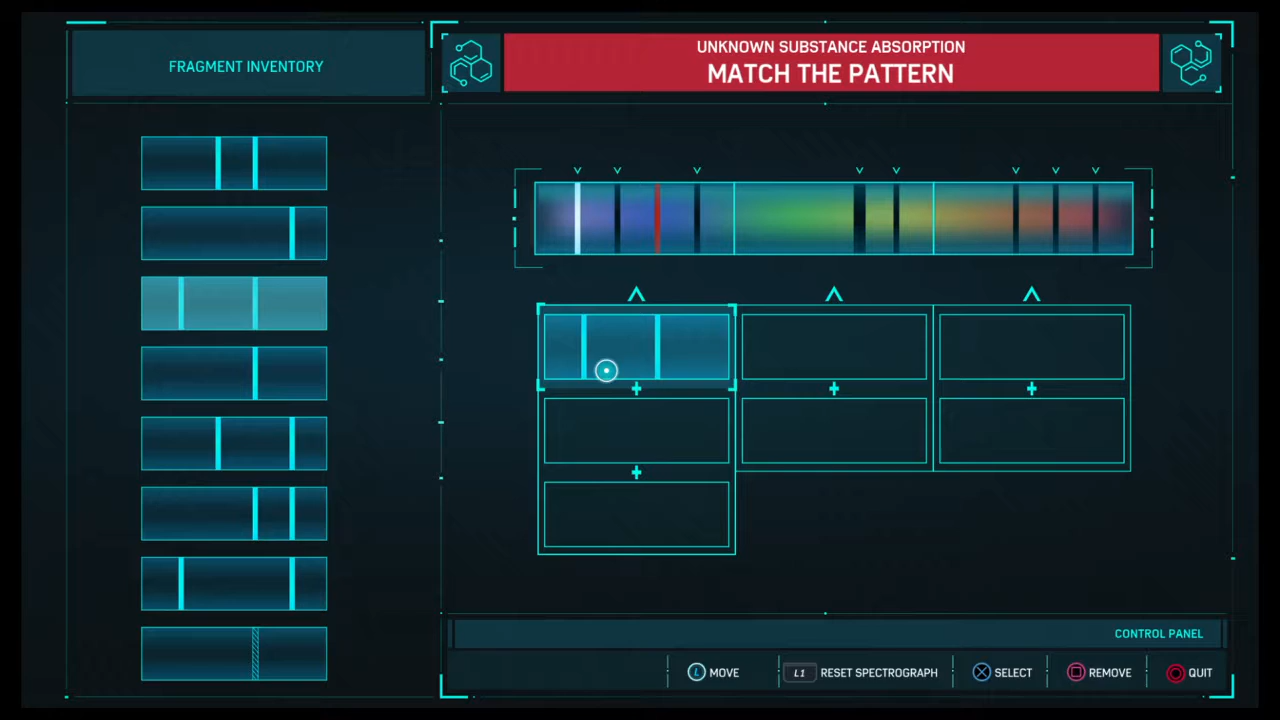 FRAGMENT INVENTORY
UNKNOWN SUBSTANCE ABSORPTION
MATCH THE PATTERN
CONTROL PANEL
L MOVE
L1 RESET SPECTROGRAPH
SELECT
REMOVE
QUIT